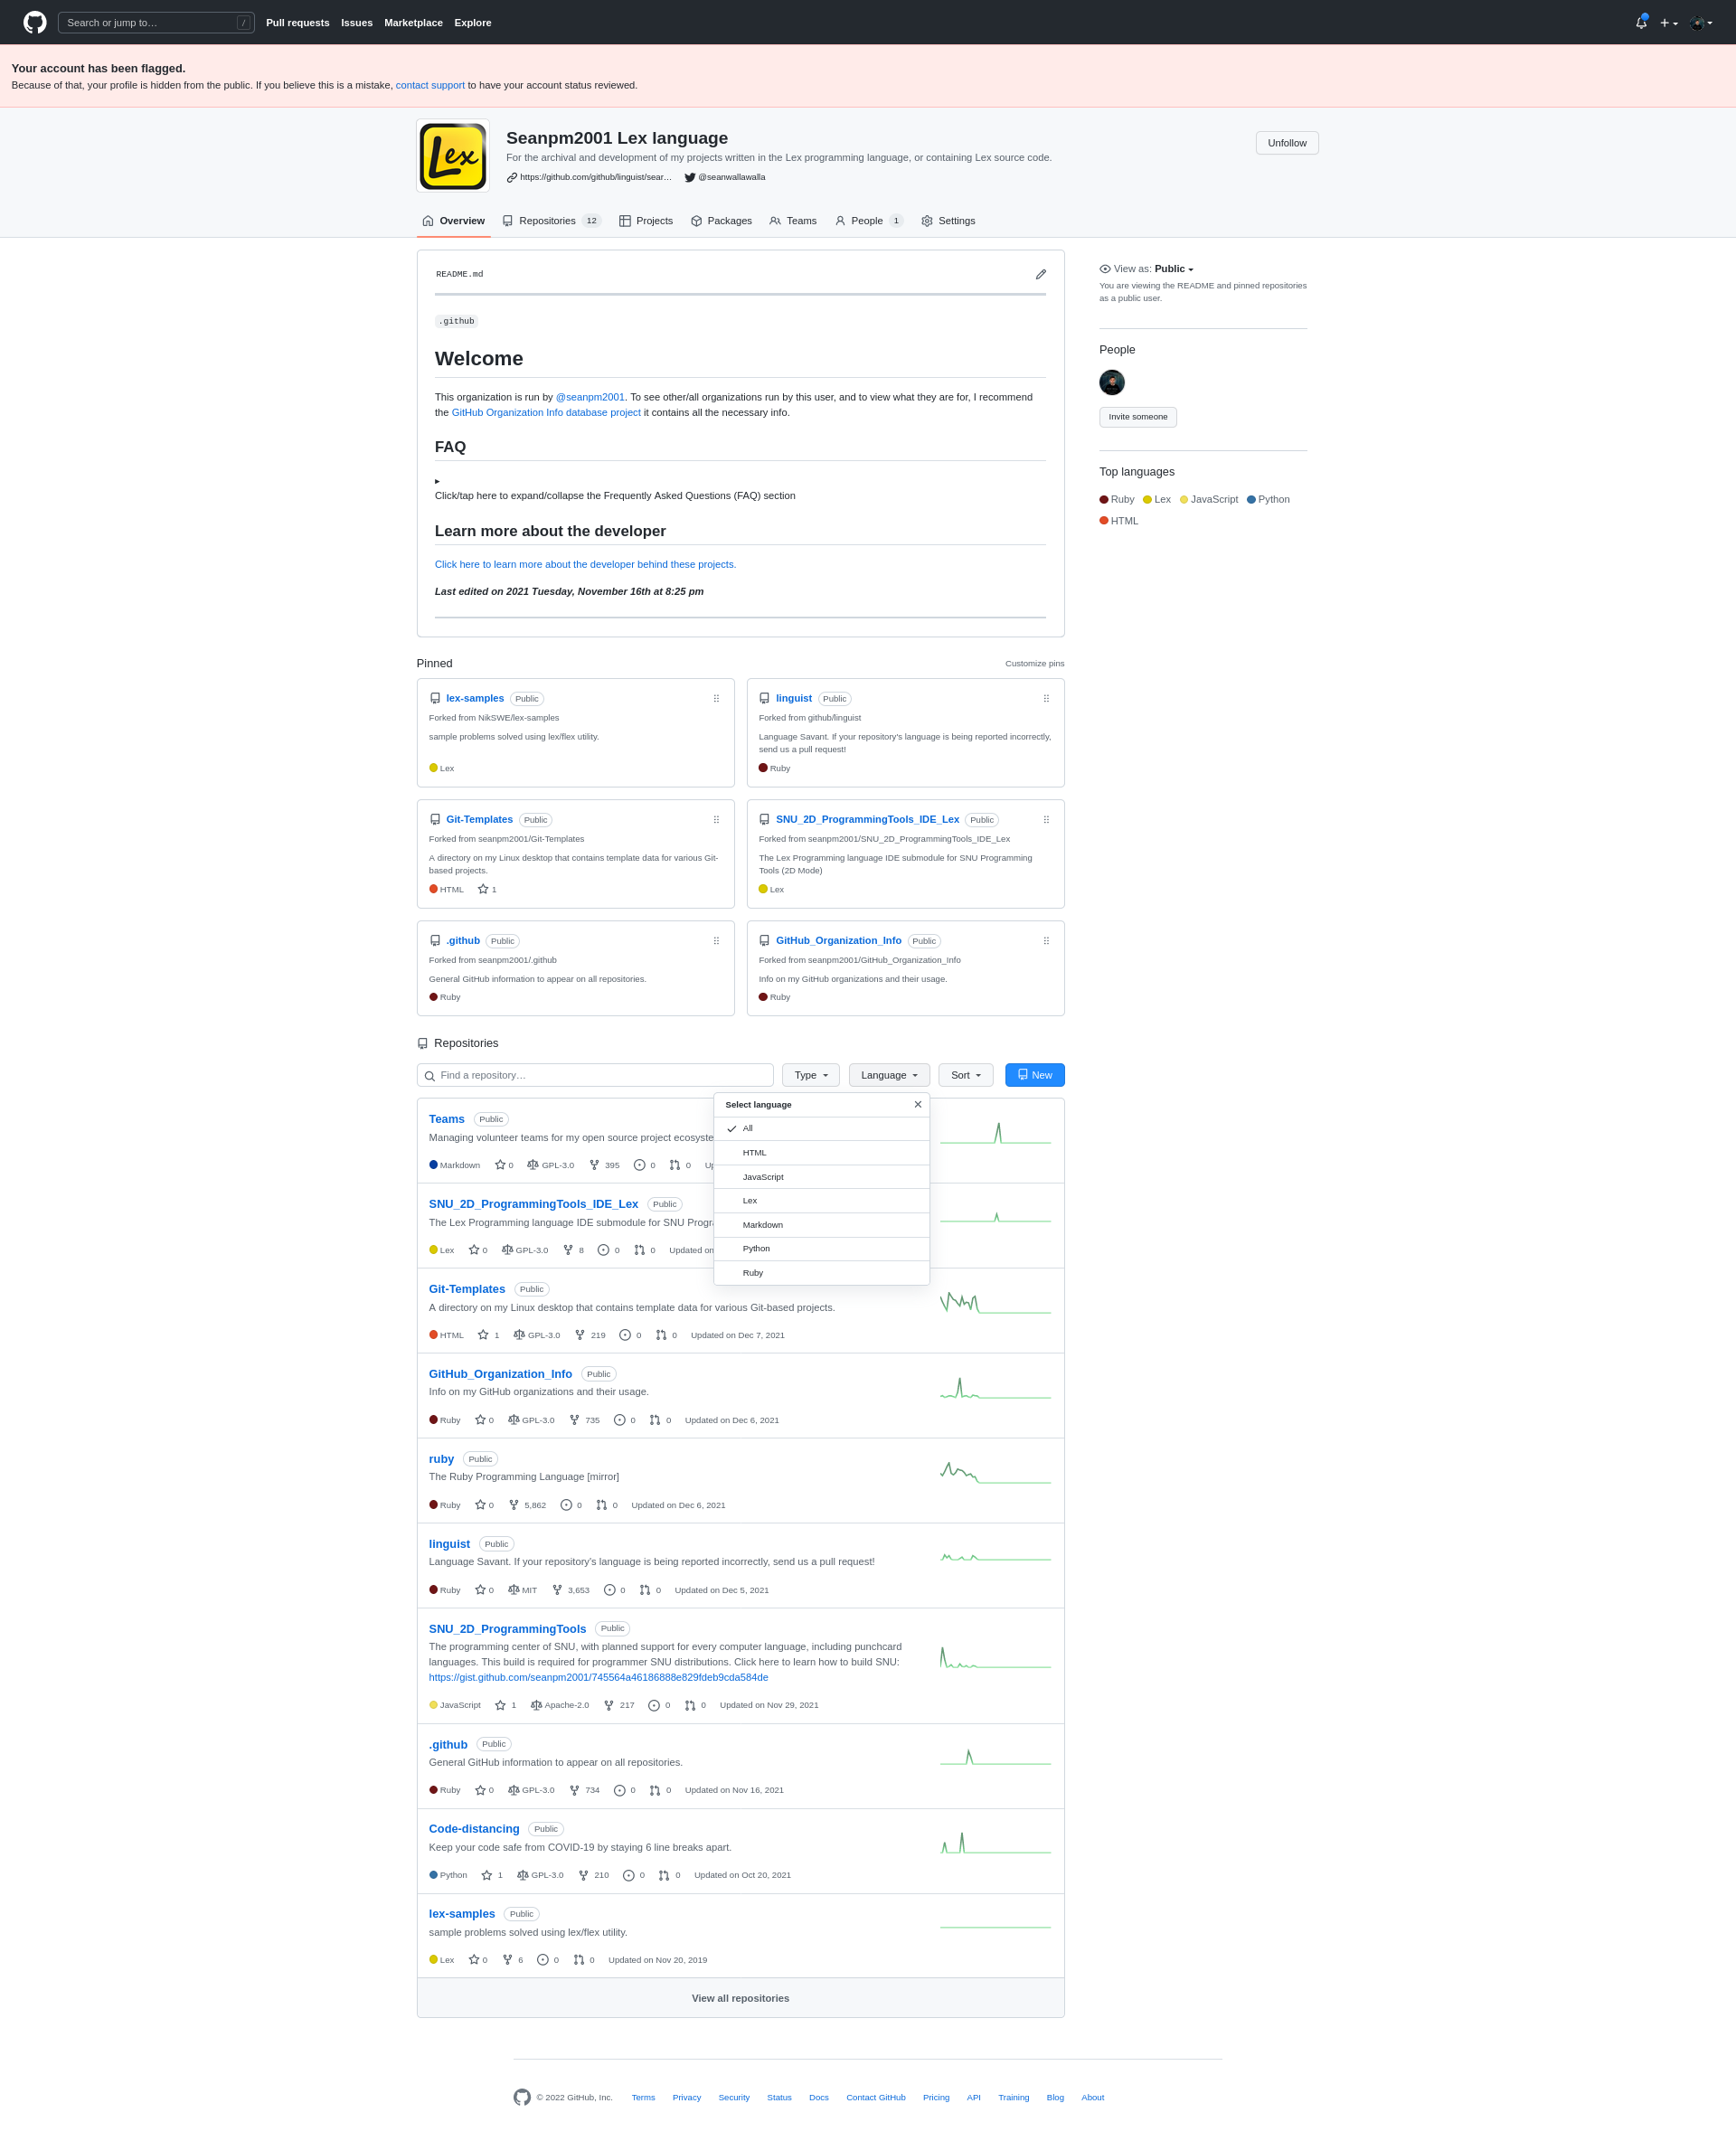 Search or jump to…
/
Pull requests
Issues
Marketplace
Explore
Your account has been flagged.
Because of that, your profile is hidden from the public. If you believe this is a mistake, contact support to have your account status reviewed.
Lex
Seanpm2001 Lex language
For the archival and development of my projects written in the Lex programming language, or containing Lex source code.
https://github.com/github/linguist/sear…
@seanwallawalla
Unfollow
Overview
Repositories 12
Projects
Packages
Teams
People 1
Settings
README.md
.github
Welcome
This organization is run by @seanpm2001. To see other/all organizations run by this user, and to view what they are for, I recommend
the GitHub Organization Info database project it contains all the necessary info.
FAQ
Click/tap here to expand/collapse the Frequently Asked Questions (FAQ) section
Learn more about the developer
Click here to learn more about the developer behind these projects.
Last edited on 2021 Tuesday, November 16th at 8:25 pm
View as: Public
You are viewing the README and pinned repositories
as a public user.
People
Invite someone
Top languages
Ruby Lex JavaScript Python
HTML
Pinned
Customize pins
lex-samples Public
Forked from NikSWE/lex-samples
sample problems solved using lex/flex utility.
Lex
linguist Public
Forked from github/linguist
Language Savant. If your repository's language is being reported incorrectly,
send us a pull request!
Ruby
Git-Templates Public
Forked from seanpm2001/Git-Templates
A directory on my Linux desktop that contains template data for various Git-
based projects.
HTML 1
SNU_2D_ProgrammingTools_IDE_Lex Public
Forked from seanpm2001/SNU_2D_ProgrammingTools_IDE_Lex
The Lex Programming language IDE submodule for SNU Programming
Tools (2D Mode)
Lex
.github Public
Forked from seanpm2001/.github
General GitHub information to appear on all repositories.
Ruby
GitHub_Organization_Info Public
Forked from seanpm2001/GitHub_Organization_Info
Info on my GitHub organizations and their usage.
Ruby
Repositories
Find a repository…
Type
Language
Sort
New
Select language
All
HTML
JavaScript
Lex
Markdown
Python
Ruby
Teams Public
Managing volunteer teams for my open source project
Markdown 0 GPL-3.0 395 0 0
SNU_2D_ProgrammingTools_IDE_Lex Public
The Lex Programming language IDE submodule for SNU
Lex 0 GPL-3.0 8 0 0 Updated on
Git-Templates Public
A directory on my Linux desktop that contains template data for various Git-based projects.
HTML 1 GPL-3.0 219 0 0 Updated on Dec 7, 2021
GitHub_Organization_Info Public
Info on my GitHub organizations and their usage.
Ruby 0 GPL-3.0 735 0 0 Updated on Dec 6, 2021
ruby Public
The Ruby Programming Language [mirror]
Ruby 0 5,862 0 0 Updated on Dec 6, 2021
linguist Public
Language Savant. If your repository's language is being reported incorrectly, send us a pull request!
Ruby 0 MIT 3,653 0 0 Updated on Dec 5, 2021
SNU_2D_ProgrammingTools Public
The programming center of SNU, with planned support for every computer language, including punchcard
languages. This build is required for programmer SNU distributions. Click here to learn how to build SNU:
https://gist.github.com/seanpm2001/745564a46186888e829fdeb9cda584de
JavaScript 1 Apache-2.0 217 0 0 Updated on Nov 29, 2021
.github Public
General GitHub information to appear on all repositories.
Ruby 0 GPL-3.0 734 0 0 Updated on Nov 16, 2021
Code-distancing Public
Keep your code safe from COVID-19 by staying 6 line breaks apart.
Python 1 GPL-3.0 210 0 0 Updated on Oct 20, 2021
lex-samples Public
sample problems solved using lex/flex utility.
Lex 0 6 0 0 Updated on Nov 20, 2019
View all repositories
© 2022 GitHub, Inc.
Terms
Privacy
Security
Status
Docs
Contact GitHub
Pricing
API
Training
Blog
About